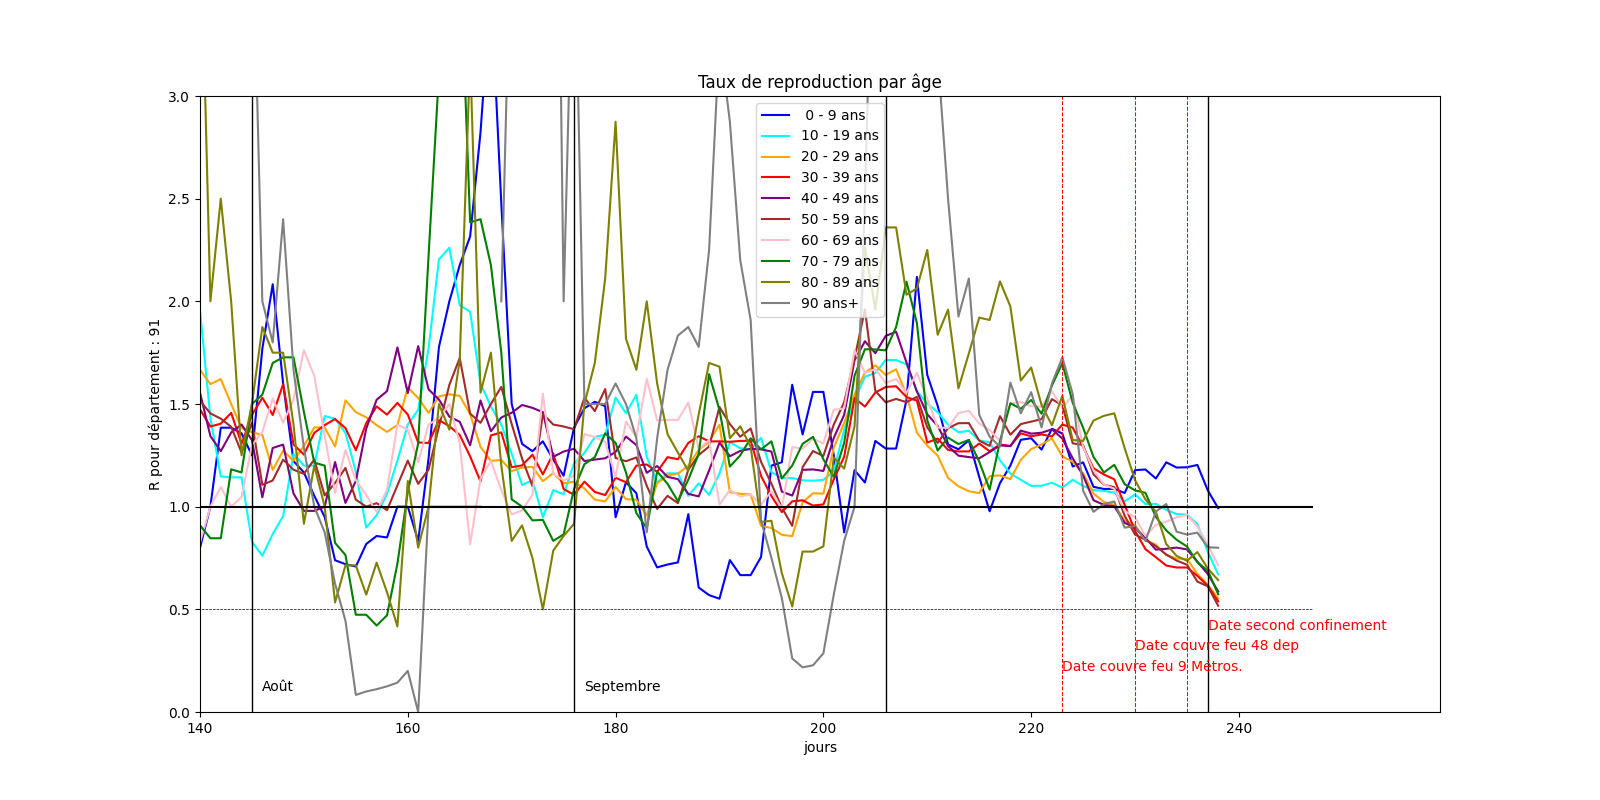 Taux de reproduction par âge
R pour département : 91
3.0
2.5
2.0
1.5
1.0
0.5
0.0
0 - 9 ans
10 - 19 ans
20 - 29 ans
30 - 39 ans
40 - 49 ans
50 - 59 ans
60 - 69 ans
70 - 79 ans
80 - 89 ans
90 ans+
Date second confinement
Date couvre feu 48 dep
Date couvre feu 9 Métros.
Août
Septembre
140
160
180
200
220
240
jours